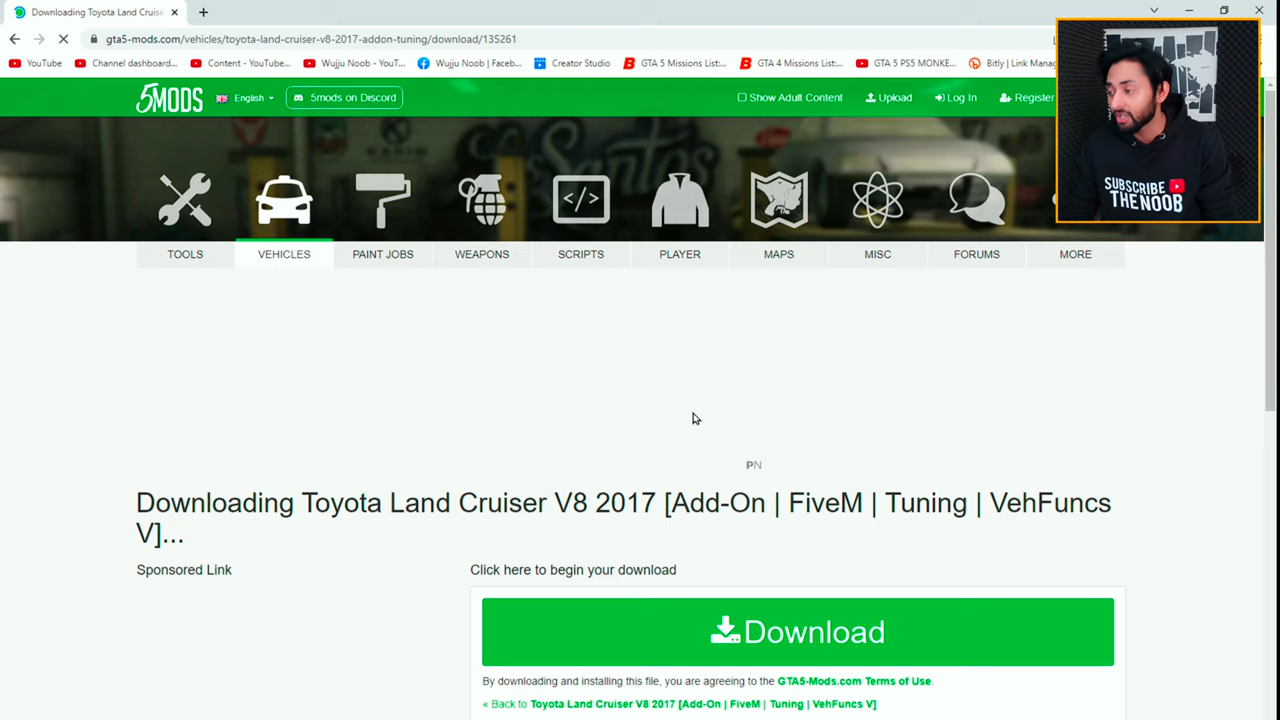 Downloading Toyota Land Cruise
gta5-mods.com/vehicles/toyota-land-cruiser-v8-2017-addon-tuning/download/135261
YouTube Channel dashboard... Content - YouTube... Wujju Noob - YouT... Wujju Noob | Faceb... Creator Studio GTA 5 Missions List:... GTA 4 Missions List:... GTA 5 PS5 MONKE... Bitly | Link Manag
5MODS English 5mods on Discord Show Adult Content Upload Log In Register
Santos
SUBSCRIBE
THE NOOB
TOOLS VEHICLES PAINT JOBS WEAPONS SCRIPTS PLAYER MAPS MISC FORUMS MORE
PN
Downloading Toyota Land Cruiser V8 2017 [Add-On | FiveM | Tuning | VehFuncs
V]...
Sponsored Link
Click here to begin your download
Download
By downloading and installing this file, you are agreeing to the GTA5-Mods.com Terms of Use.
« Back to Toyota Land Cruiser V8 2017 [Add-On | FiveM | Tuning | VehFuncs V]